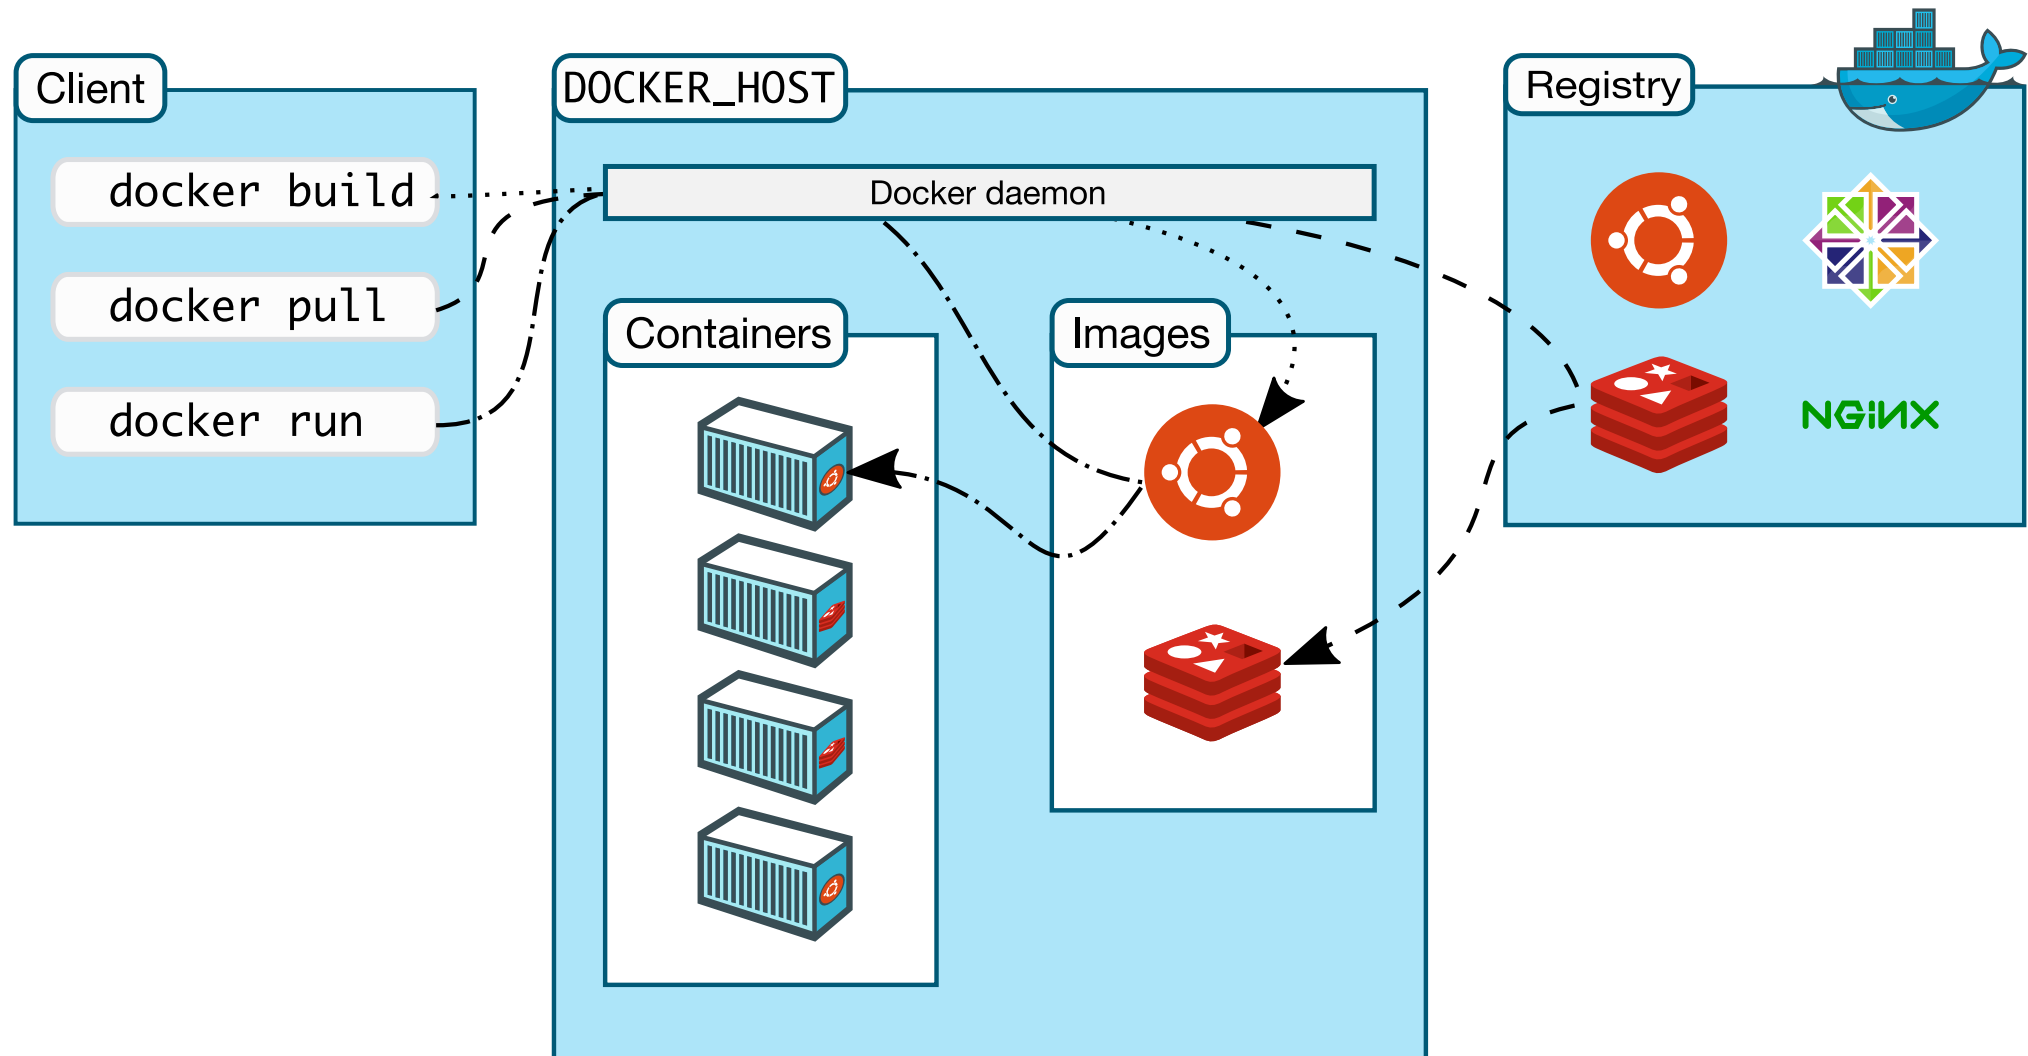 Client
docker build
docker pull
docker run
DOCKER_HOST
Docker daemon
Containers
Images
Registry
NGiNX